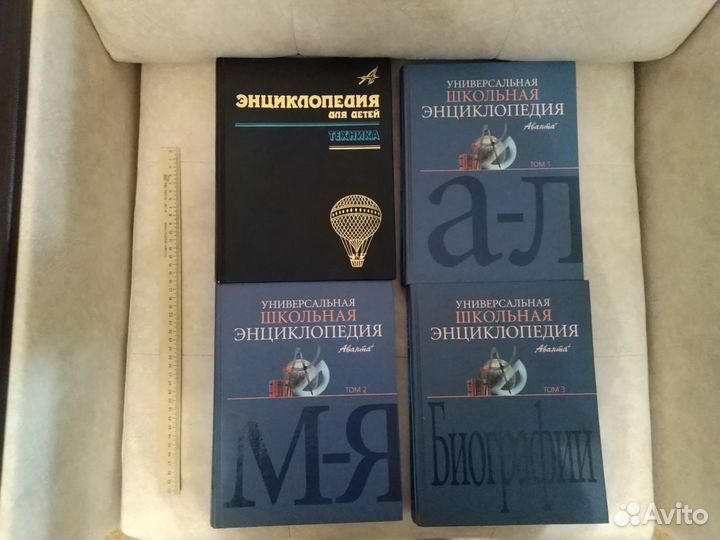 ЭНЦИКЛОПЕДИЯ
ДЛЯ ДЕТЕЙ
ТЕХНИКА
УНИВЕРСАЛЬНАЯ
ШКОЛЬНАЯ
ЭНЦИКЛОПЕДИЯ
Аванта+
ТОМ 1
а-л
УНИВЕРСАЛЬНАЯ
ШКОЛЬНАЯ
ЭНЦИКЛОПЕДИЯ
Аванта+
ТОМ 2
м-я
УНИВЕРСАЛЬНАЯ
ШКОЛЬНАЯ
ЭНЦИКЛОПЕДИЯ
Аванта+
ТОМ 3
Биографии
Avito